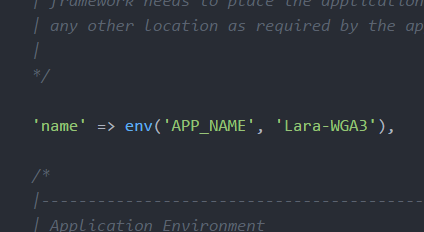 | framework needs to place the application
| any other location as required by the ap
|
*/
'name' => env('APP_NAME', 'Lara-WGA3'),
/*
|-----------------------------------------
| Application Environment